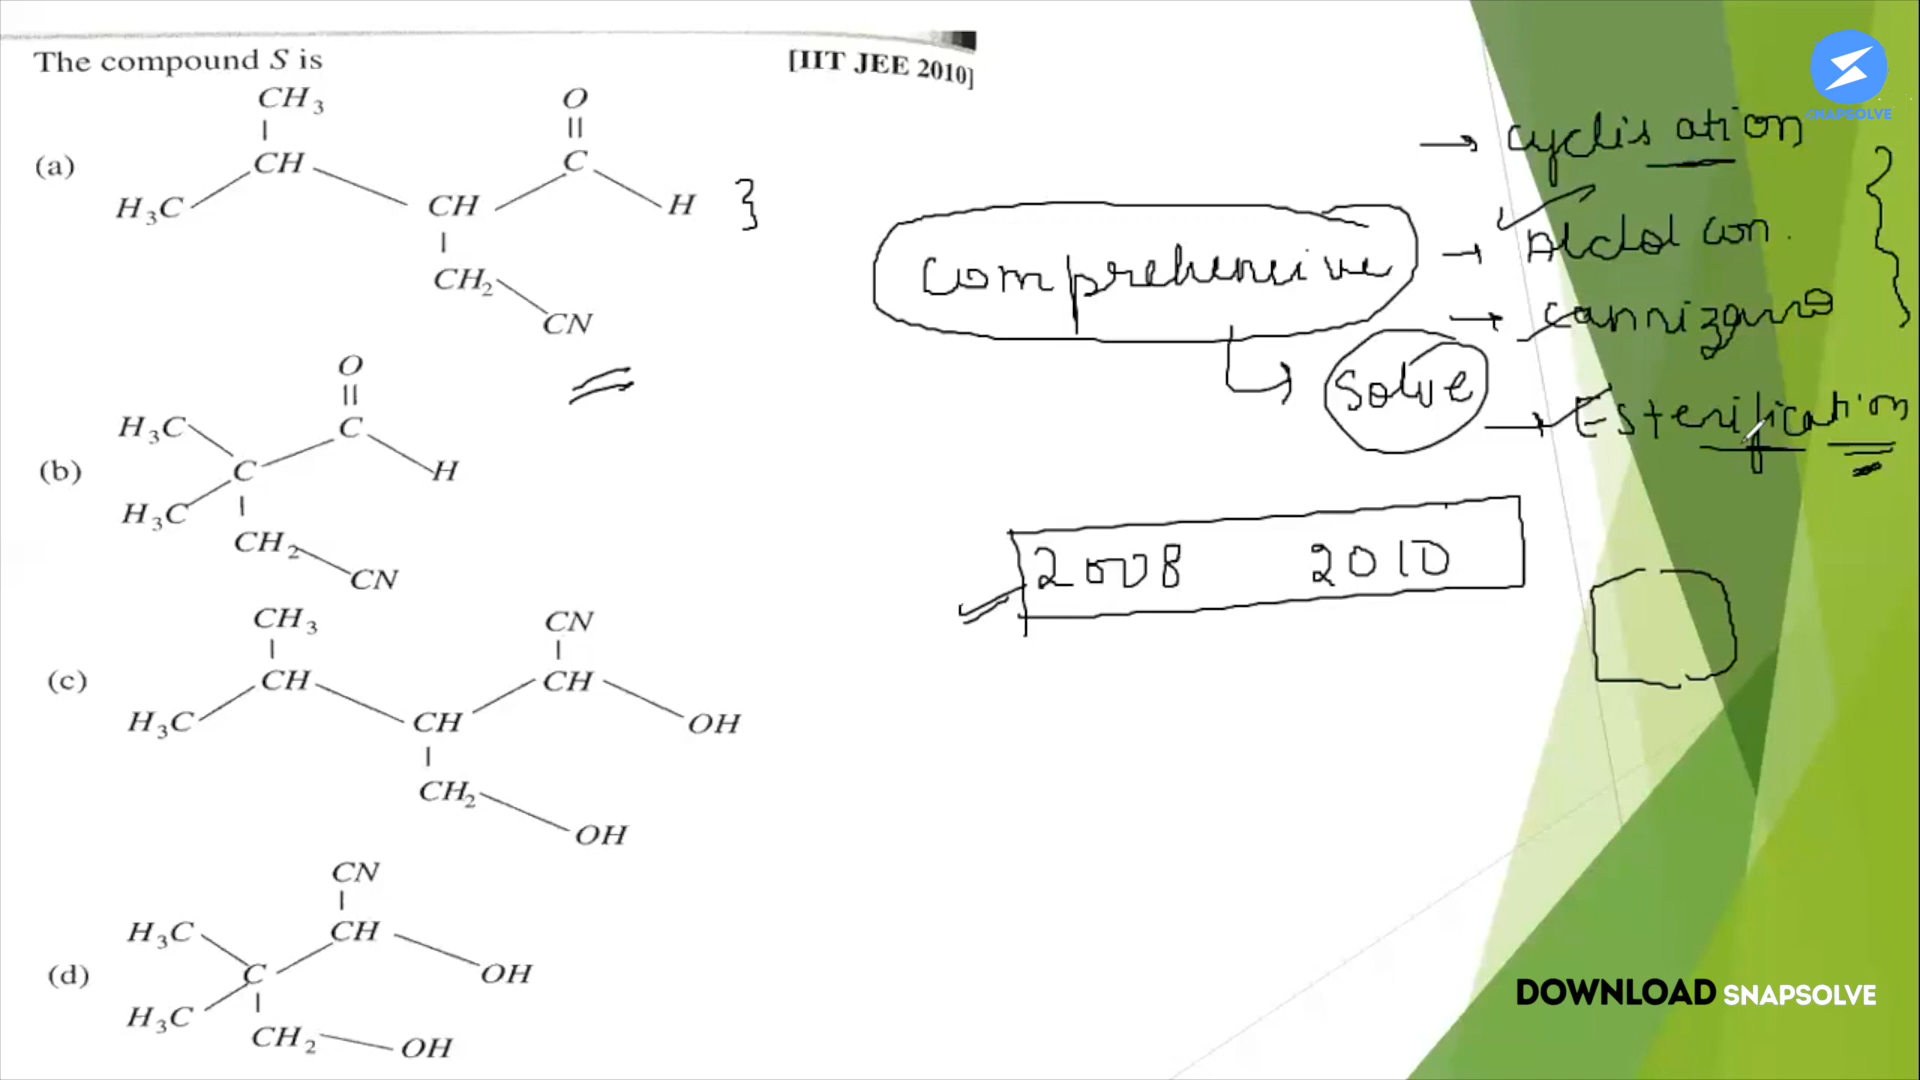 The compound S is
[IIT JEE 2010]
(a)
CH3
O
CH
C
H3C
CH
H
CH2
CN
(b)
O
H3C
C
C
H
H3C
CH2
CN
(c)
CH3
CN
CH
CH
H3C
CH
OH
CH2
OH
(d)
CN
H3C
CH
C
OH
H3C
CH2
OH
comprehensive
solve
→ cyclisation
→ Aldol con.
→ cannizaro
→ Esterification
2008 2010
SNAPSOLVE
DOWNLOAD SNAPSOLVE